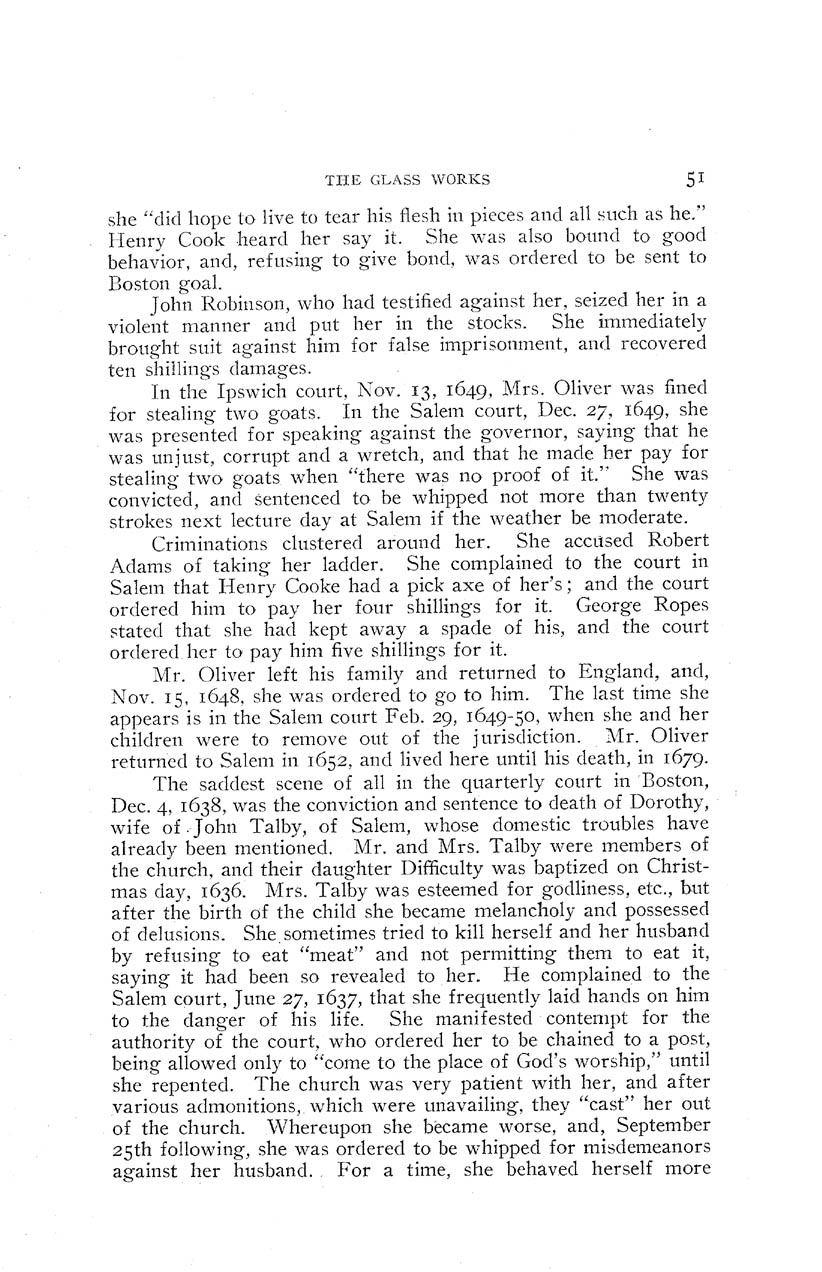 THE GLASS WORKS 51
she "did hope to live to tear his flesh in pieces and all such as he."
Henry Cook heard her say it. She was also bound to good
behavior, and, refusing to give bond, was ordered to be sent to
Boston goal.
John Robinson, who had testified against her, seized her in a
violent manner and put her in the stocks. She immediately
brought suit against him for false imprisonment, and recovered
ten shillings damages.
In the Ipswich court, Nov. 13, 1649, Mrs. Oliver was fined
for stealing two goats. In the Salem court, Dec. 27, 1649, she
was presented for speaking against the governor, saying that he
was unjust, corrupt and a wretch, and that he made her pay for
stealing two goats when "there was no proof of it." She was
convicted, and sentenced to be whipped not more than twenty
strokes next lecture day at Salem if the weather be moderate.
Criminations clustered around her. She accused Robert
Adams of taking her ladder. She complained to the court in
Salem that Henry Cooke had a pick axe of her's; and the court
ordered him to pay her four shillings for it. George Ropes
stated that she had kept away a spade of his, and the court
ordered her to pay him five shillings for it.
Mr. Oliver left his family and returned to England, and,
Nov. 15, 1648, she was ordered to go to him. The last time she
appears is in the Salem court Feb. 29, 1649-50, when she and her
children were to remove out of the jurisdiction. Mr. Oliver
returned to Salem in 1652, and lived here until his death, in 1679.
The saddest scene of all in the quarterly court in Boston,
Dec. 4, 1638, was the conviction and sentence to death of Dorothy,
wife of John Talby, of Salem, whose domestic troubles have
already been mentioned. Mr. and Mrs. Talby were members of
the church, and their daughter Difficulty was baptized on Christ-
mas day, 1636. Mrs. Talby was esteemed for godliness, etc., but
after the birth of the child she became melancholy and possessed
of delusions. She sometimes tried to kill herself and her husband
by refusing to eat "meat" and not permitting them to eat it,
saying it had been so revealed to her. He complained to the
Salem court, June 27, 1637, that she frequently laid hands on him
to the danger of his life. She manifested contempt for the
authority of the court, who ordered her to be chained to a post,
being allowed only to "come to the place of God's worship," until
she repented. The church was very patient with her, and after
various admonitions, which were unavailing, they "cast" her out
of the church. Whereupon she became worse, and, September
25th following, she was ordered to be whipped for misdemeanors
against her husband. For a time, she behaved herself more